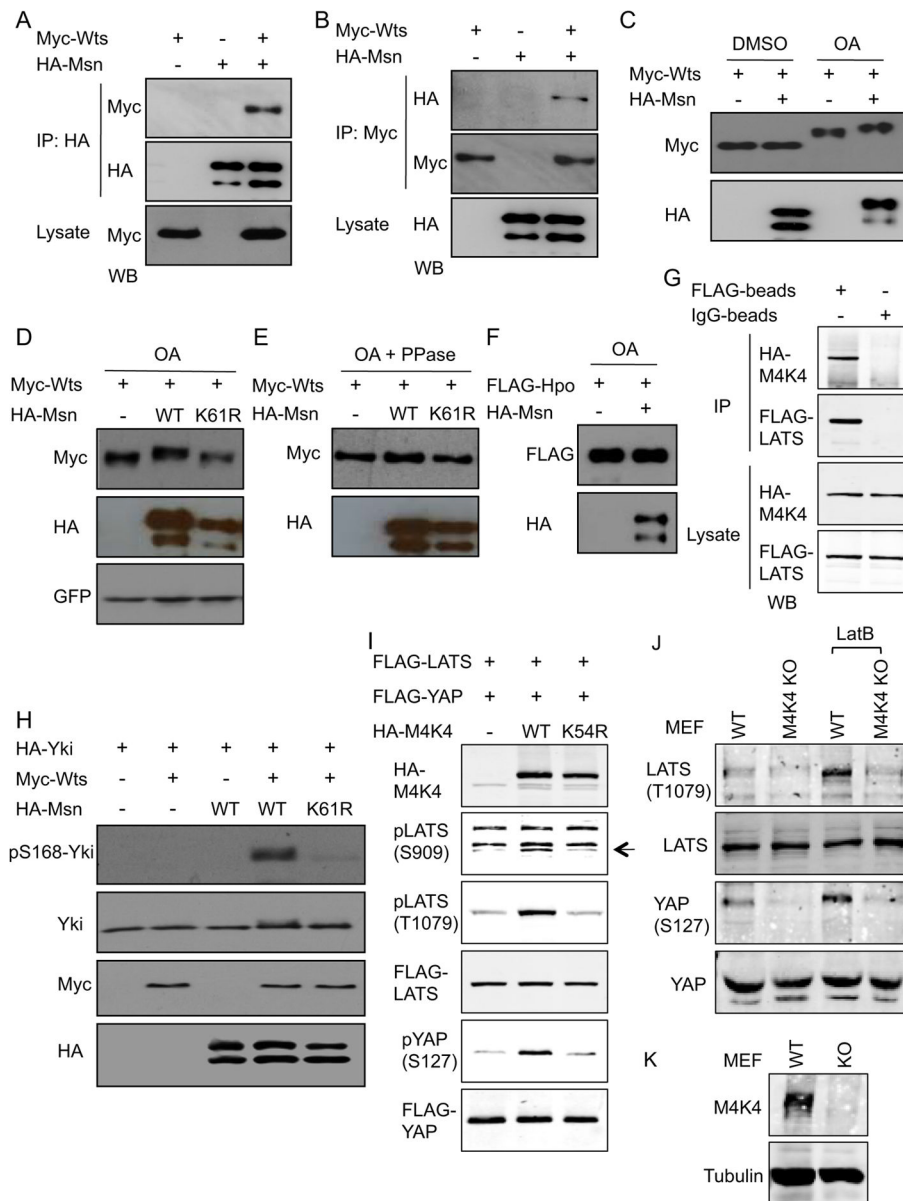 A
Myc-Wts + - +
HA-Msn - + +
IP: HA
Myc
HA
Lysate Myc
WB
B
Myc-Wts + - +
HA-Msn - + +
IP: Myc
HA
Myc
Lysate HA
WB
C
DMSO OA
Myc-Wts + + + +
HA-Msn - + - +
Myc
HA
D
OA
Myc-Wts + + +
HA-Msn - WT K61R
Myc
HA
GFP
E
OA + PPase
Myc-Wts + + +
HA-Msn - WT K61R
Myc
HA
F
OA
FLAG-Hpo + +
HA-Msn - +
FLAG
HA
G
FLAG-beads + -
IgG-beads - +
IP
HA-
M4K4
FLAG-
LATS
Lysate
HA-
M4K4
FLAG-
LATS
WB
H
HA-Yki + + + + +
Myc-Wts - + - + +
HA-Msn - - WT WT K61R
pS168-Yki
Yki
Myc
HA
I
FLAG-LATS + + +
FLAG-YAP + + +
HA-M4K4 - WT K54R
HA-
M4K4
pLATS
(S909)
pLATS
(T1079)
FLAG-
LATS
pYAP
(S127)
FLAG-
YAP
J
LatB
MEF WT M4K4 KO WT M4K4 KO
LATS
(T1079)
LATS
YAP
(S127)
YAP
K
MEF WT KO
M4K4
Tubulin